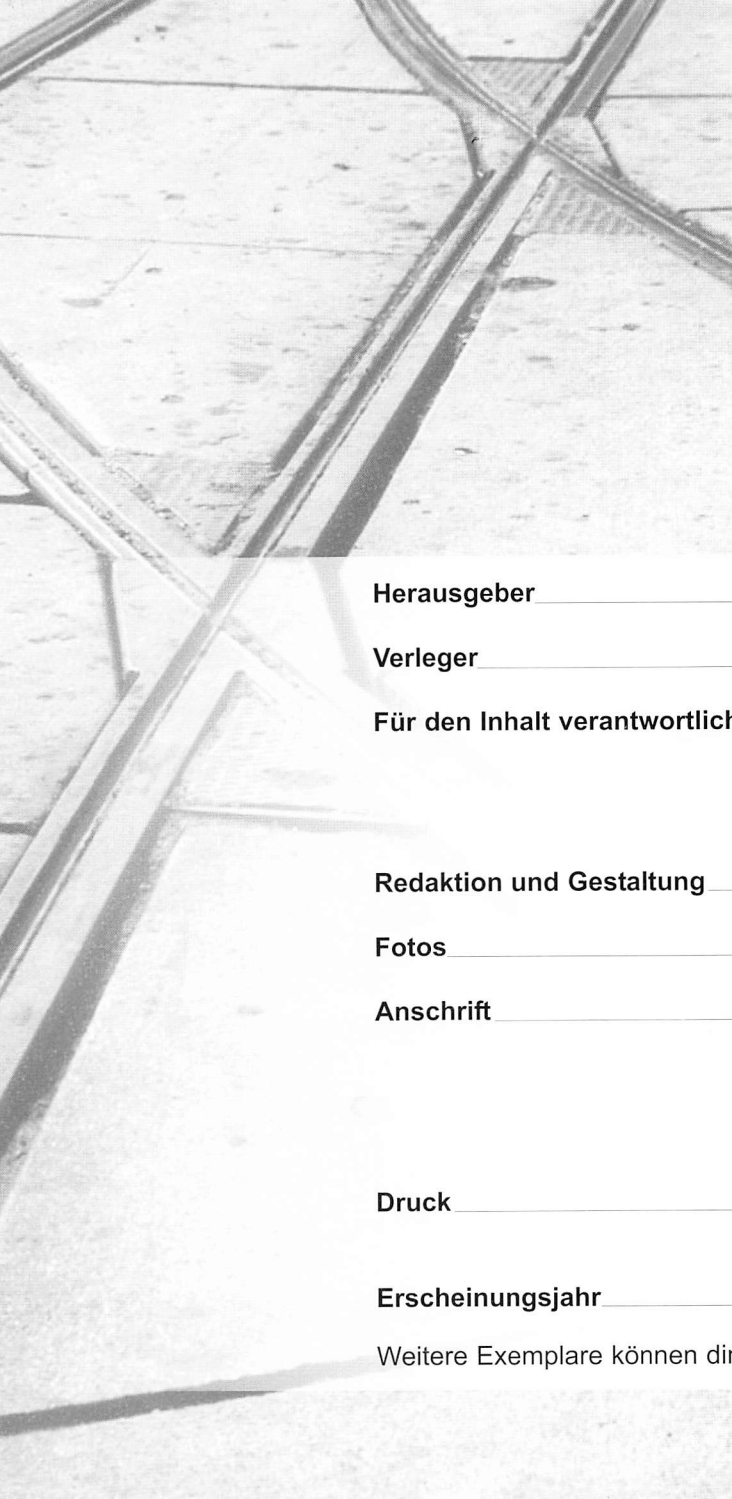 Herausgeber
Verleger
Für den Inhalt verantwortlich
Redaktion und Gestaltung
Fotos
Anschrift
Druck
Erscheinungsjahr
Weitere Exemplare können